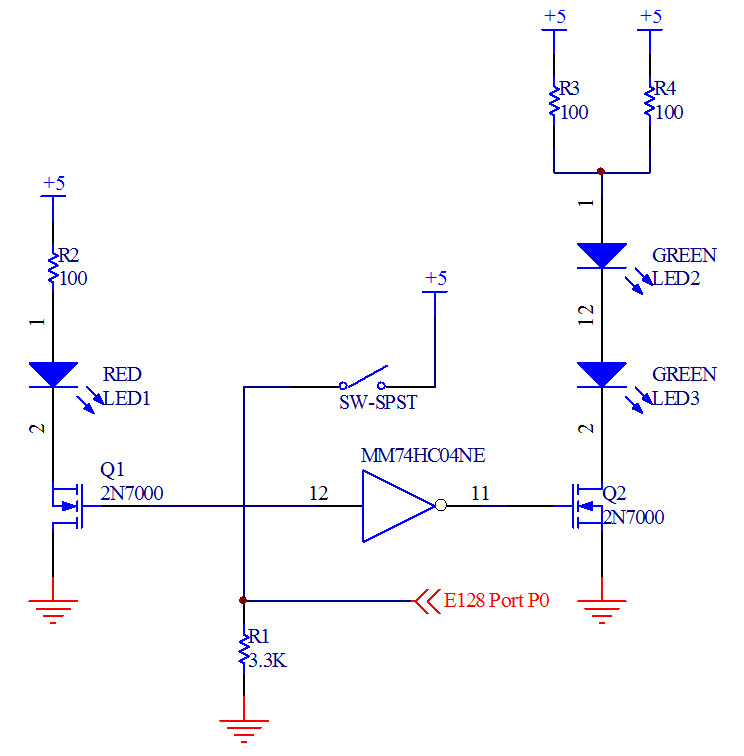 +5
+5
R3
100
R4
100
+5
R2
100
1
GREEN
LED2
+5
1
12
RED
LED1
SW-SPST
GREEN
LED3
2
2
MM74HC04NE
Q1
2N7000
12
11
Q2
2N7000
E128 Port P0
R1
3.3K